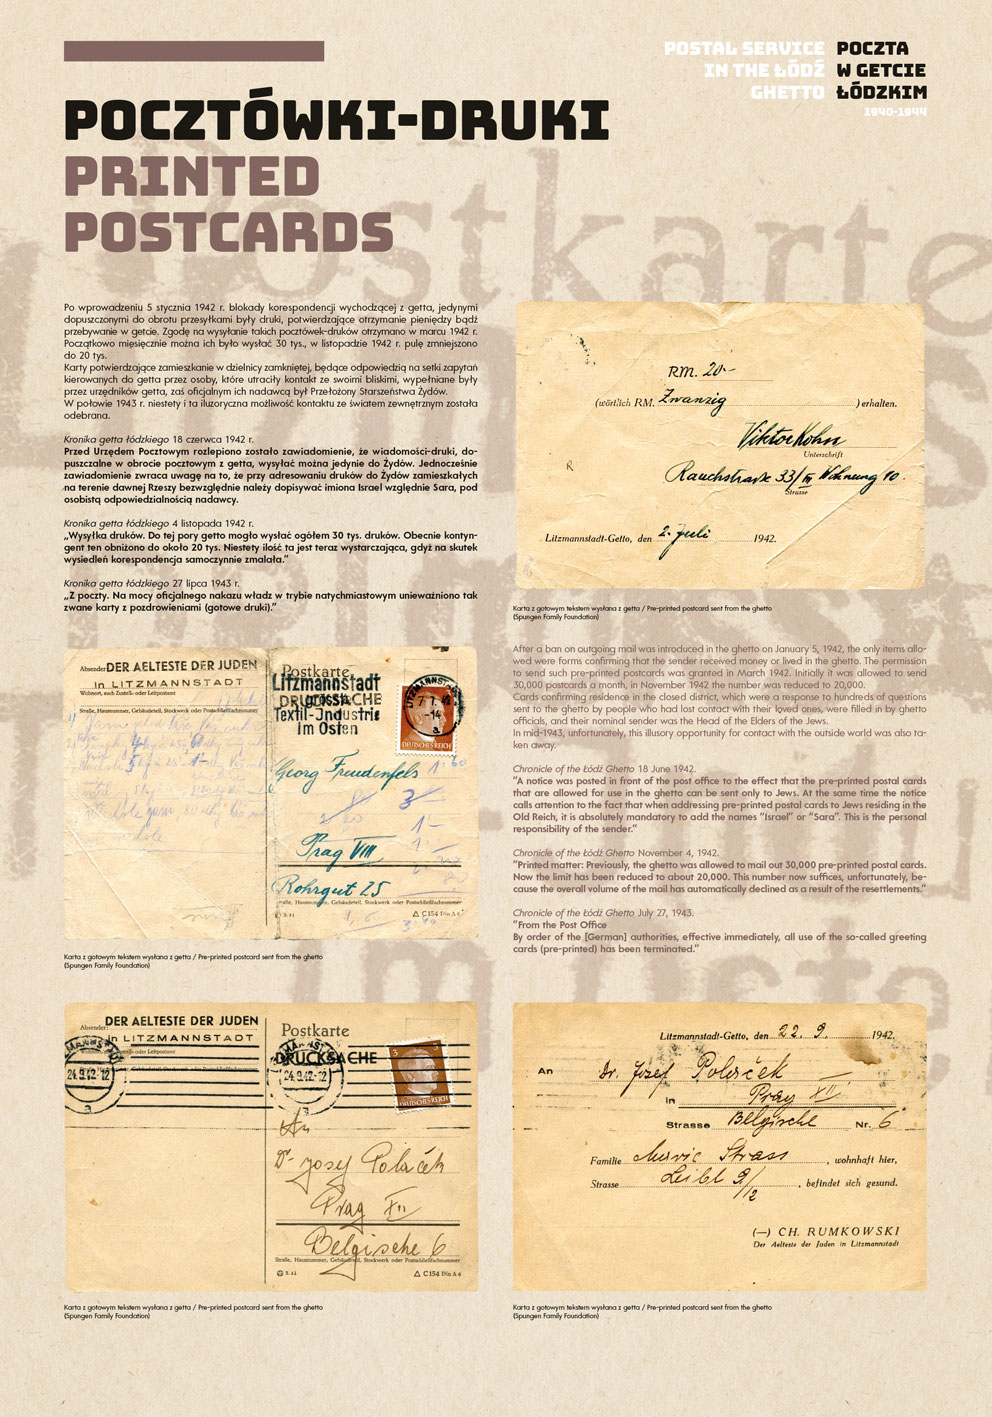 POSTAL SERVICE
IN THE ŁÓDŹ
GHETTO
POCZTA
W GETCIE
ŁÓDZKIM
1940-1944
POCZTÓWKI-DRUKI
PRINTED
POSTCARDS
Po wprowadzeniu 5 stycznia 1942 r. blokady korespondencji wychodzącej z getta, jedynymi
dopuszczonymi do obrotu przesyłkami były druki, potwierdzające otrzymanie pieniędzy bądź
przebywanie w getcie. Zgodę na wysyłanie takich pocztówek-druków otrzymano w marcu 1942 r.
Początkowo miesięcznie można ich było wysłać 30 tys., w listopadzie 1942 r. pulę zmniejszono
do 20 tys.
Karty potwierdzające zamieszkanie w dzielnicy zamkniętej, będące odpowiedzią na setki zapytań
kierowanych do getta przez osoby, które utraciły kontakt ze swoimi bliskimi, wypełniane były
przez urzędników getta, zaś oficjalnym ich nadawcą był Przełożony Starszeństwa Żydów.
W połowie 1943 r. niestety i ta iluzoryczna możliwość kontaktu ze światem zewnętrznym została
odebrana.
Kronika getta łódzkiego 18 czerwca 1942 r.
Przed Urzędem Pocztowym rozlepiono zostało zawiadomienie, że wiadomości-druki, do-
puszczalne w obrocie pocztowym z getta, wysyłać można jedynie do Żydów. Jednocześnie
zawiadomienie zwraca uwagę na to, że przy adresowaniu druków do Żydów zamieszkałych
na terenie dawnej Rzeszy bezwzględnie należy dopisywać imiona Israel względnie Sara, pod
osobistą odpowiedzialnością nadawcy.
Kronika getta łódzkiego 4 listopada 1942 r.
„Wysyłka druków. Do tej pory getto mogło wysłać ogółem 30 tys. druków. Obecnie kontyn-
gent ten obniżono do około 20 tys. Niestety ilość ta jest teraz wystarczająca, gdyż na skutek
wysiedleń korespondencja samoczynnie zmalała.”
Kronika getta łódzkiego 27 lipca 1943 r.
„Z poczty. Na mocy oficjalnego nakazu władz w trybie natychmiastowym unieważniono tak
zwane karty z pozdrowieniami (gotowe druki).”
RM. 20.-
(wörtlich RM. Zwanzig ) erhalten.
Viktor Kohn
Unterschrift
Rauchstrasse 33/III Wohnung 10.
Strasse
Litzmannstadt-Getto, den 2. Juli 1942.
Karta z gotowym tekstem wysłana z getta / Pre-printed postcard sent from the ghetto
(Spungen Family Foundation)
After a ban on outgoing mail was introduced in the ghetto on January 5, 1942, the only items allo-
wed were forms confirming that the sender received money or lived in the ghetto. The permission
to send such pre-printed postcards was granted in March 1942. Initially it was allowed to send
30,000 postcards a month, in November 1942 the number was reduced to 20,000.
Cards confirming residence in the closed district, which were a response to hundreds of questions
sent to the ghetto by people who had lost contact with their loved ones, were filled in by ghetto
officials, and their nominal sender was the Head of the Elders of the Jews.
In mid-1943, unfortunately, this illusory opportunity for contact with the outside world was also ta-
ken away.
Chronicle of the Łódź Ghetto 18 June 1942.
"A notice was posted in front of the post office to the effect that the pre-printed postal cards
that are allowed for use in the ghetto can be sent only to Jews. At the same time the notice
calls attention to the fact that when addressing pre-printed postal cards to Jews residing in the
Old Reich, it is absolutely mandatory to add the names "Israel" or "Sara". This is the personal
responsibility of the sender."
Chronicle of the Łódź Ghetto November 4, 1942.
"Printed matter: Previously, the ghetto was allowed to mail out 30,000 pre-printed postal cards.
Now the limit has been reduced to about 20,000. This number now suffices, unfortunately, be-
cause the overall volume of the mail has automatically declined as a result of the resettlements."
Chronicle of the Łódź Ghetto July 27, 1943.
"From the Post Office
By order of the [German] authorities, effective immediately, all use of the so-called greeting
cards (pre-printed) has been terminated."
Absender: DER AELTESTE DER JUDEN
in LITZMANNSTADT
Wohnort, auch Zustell- oder Leitpostamt
Straße, Hausnummer, Gebäudeteil, Stockwerk oder Postschließfachnummer
Postkarte
Litzmannstadt
DRUCKSACHE
grösste
Textil-Industrie
im Osten
DEUTSCHES REICH
Georg Freudenfels
Prag VIII
Rohrgut 25
Straße, Hausnummer, Gebäudeteil, Stockwerk oder Postschließfachnummer
C154 Din A 6
Karta z gotowym tekstem wysłana z getta / Pre-printed postcard sent from the ghetto
(Spungen Family Foundation)
Absender: DER AELTESTE DER JUDEN
in LITZMANNSTADT
Postkarte
DRUCKSACHE
24.9.42-12
24.9.42-12
DEUTSCHES REICH
An
Dr. Josef Polaček
Prag XII
Belgische 6
Straße, Hausnummer, Gebäudeteil, Stockwerk oder Postschließfachnummer
C154 Din A 6
Karta z gotowym tekstem wysłana z getta / Pre-printed postcard sent from the ghetto
(Spungen Family Foundation)
Litzmannstadt-Getto, den 22. 9. 1942.
An Dr. Jozef Polaček
in Prag XII
Strasse Belgische Nr. 6
Familie Strass , wohnhaft hier,
Strasse , befindet sich gesund.
(—) CH. RUMKOWSKI
Der Aelteste der Juden in Litzmannstadt
Karta z gotowym tekstem wysłana z getta / Pre-printed postcard sent from the ghetto
(Spungen Family Foundation)